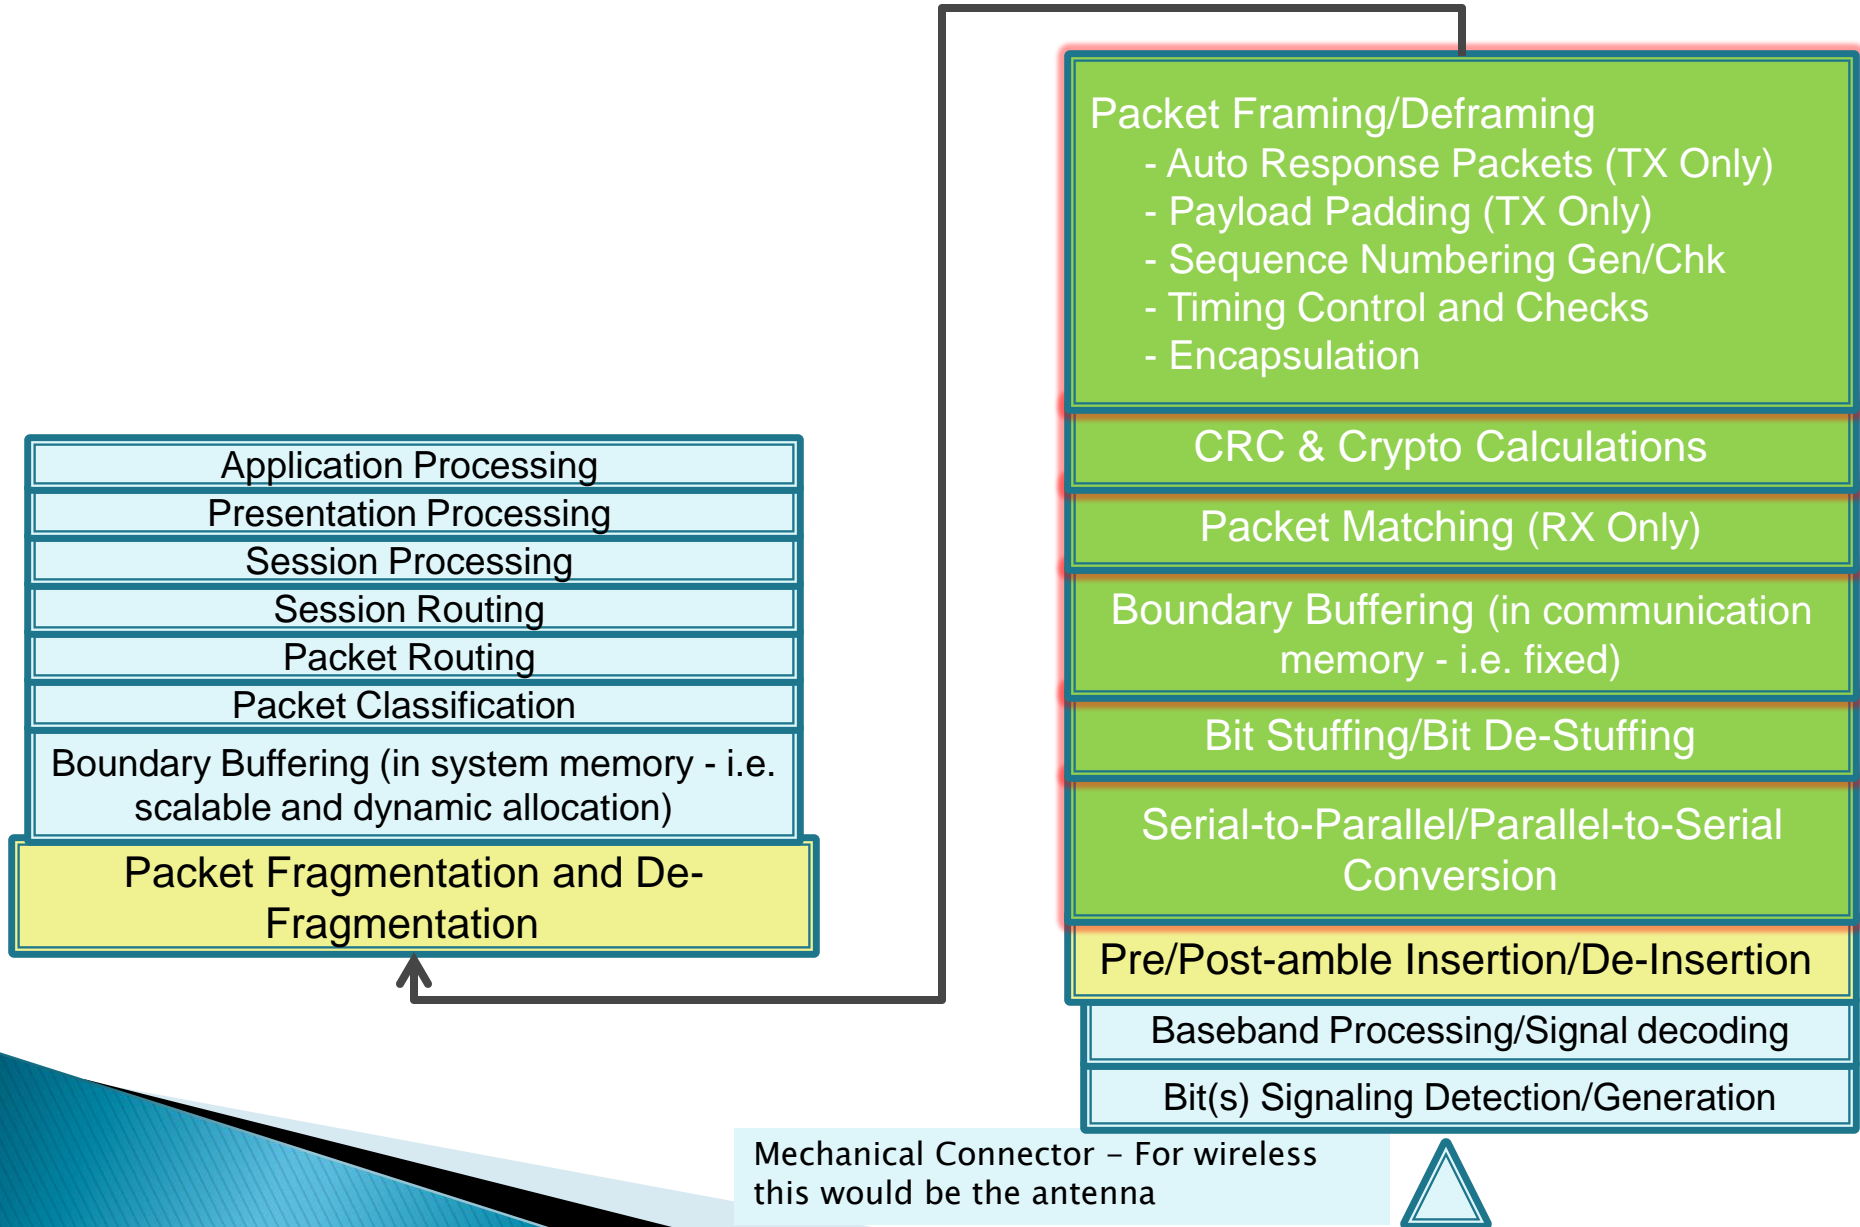 Application Processing
Presentation Processing
Session Processing
Session Routing
Packet Routing
Packet Classification
Boundary Buffering (in system memory - i.e.
scalable and dynamic allocation)
Packet Fragmentation and De-
Fragmentation
Packet Framing/Deframing
- Auto Response Packets (TX Only)
- Payload Padding (TX Only)
- Sequence Numbering Gen/Chk
- Timing Control and Checks
- Encapsulation
CRC & Crypto Calculations
Packet Matching (RX Only)
Boundary Buffering (in communication
memory - i.e. fixed)
Bit Stuffing/Bit De-Stuffing
Serial-to-Parallel/Parallel-to-Serial
Conversion
Pre/Post-amble Insertion/De-Insertion
Baseband Processing/Signal decoding
Bit(s) Signaling Detection/Generation
Mechanical Connector – For wireless
this would be the antenna